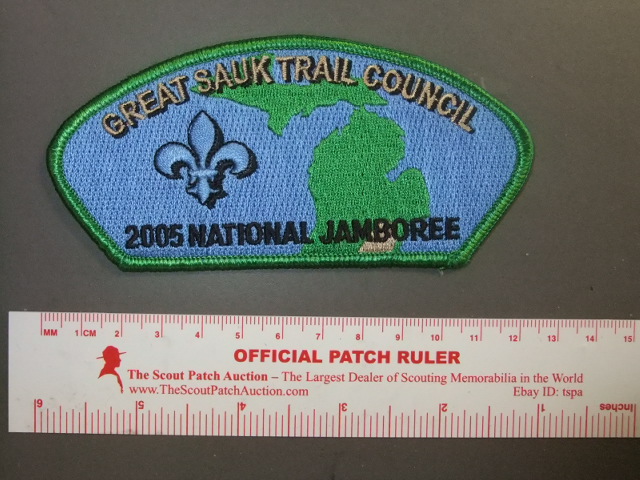 GREAT SAUK TRAIL COUNCIL
2005 NATIONAL JAMBOREE
MM 1 CM 2 3 4 5 6 7 8 9 10 11 12 13 14 15
OFFICIAL PATCH RULER
The Scout Patch Auction – The Largest Dealer of Scouting Memorabilia in the World
www.TheScoutPatchAuction.com Ebay ID: tspa
6 5 4 3 2 1 Inches